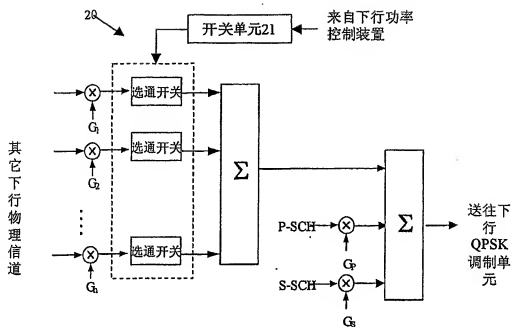 20
开关单元21
来自下行功率
控制装置
选通开关
G1
选通开关
G2
选通开关
Gn
其它下行物理信道
Σ
P-SCH
GP
S-SCH
GS
Σ
送往下
行
QPSK
调制单
元